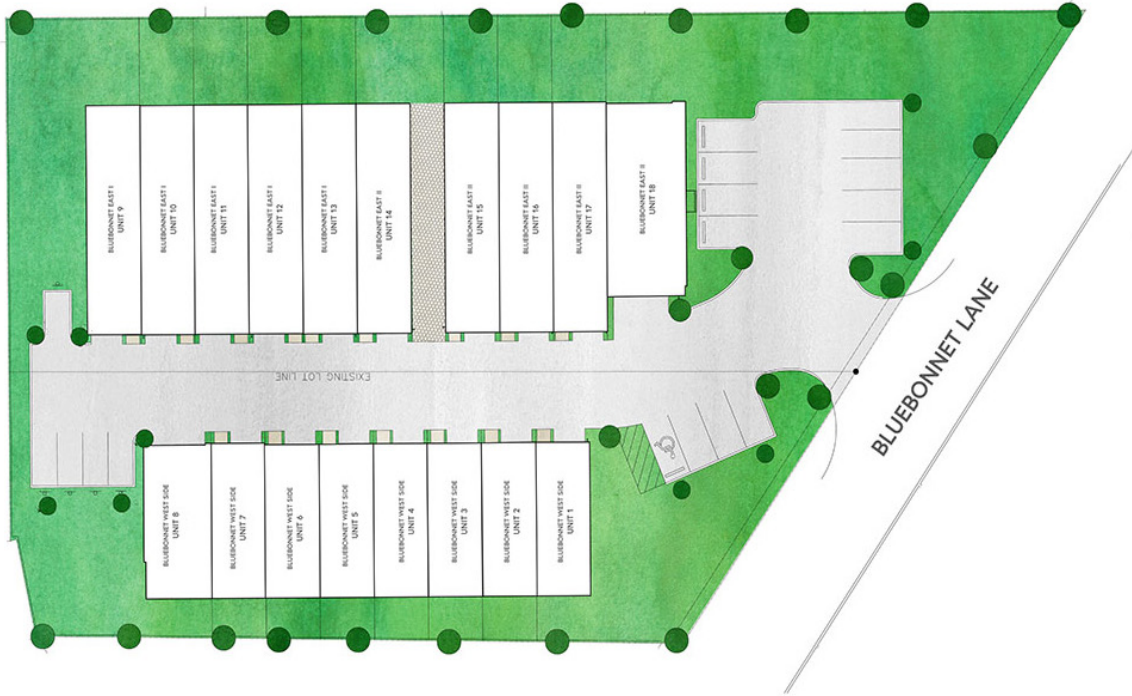 BLUEBONNET EAST I
UNIT 9
BLUEBONNET EAST I
UNIT 10
BLUEBONNET EAST I
UNIT 11
BLUEBONNET EAST I
UNIT 12
BLUEBONNET EAST I
UNIT 13
BLUEBONNET EAST II
UNIT 14
BLUEBONNET EAST II
UNIT 15
BLUEBONNET EAST II
UNIT 16
BLUEBONNET EAST II
UNIT 17
BLUEBONNET EAST II
UNIT 18
EXISTING LOT LINE
BLUEBONNET LANE
BLUEBONNET WEST SIDE
UNIT 8
BLUEBONNET WEST SIDE
UNIT 7
BLUEBONNET WEST SIDE
UNIT 6
BLUEBONNET WEST SIDE
UNIT 5
BLUEBONNET WEST SIDE
UNIT 4
BLUEBONNET WEST SIDE
UNIT 3
BLUEBONNET WEST SIDE
UNIT 2
BLUEBONNET WEST SIDE
UNIT 1